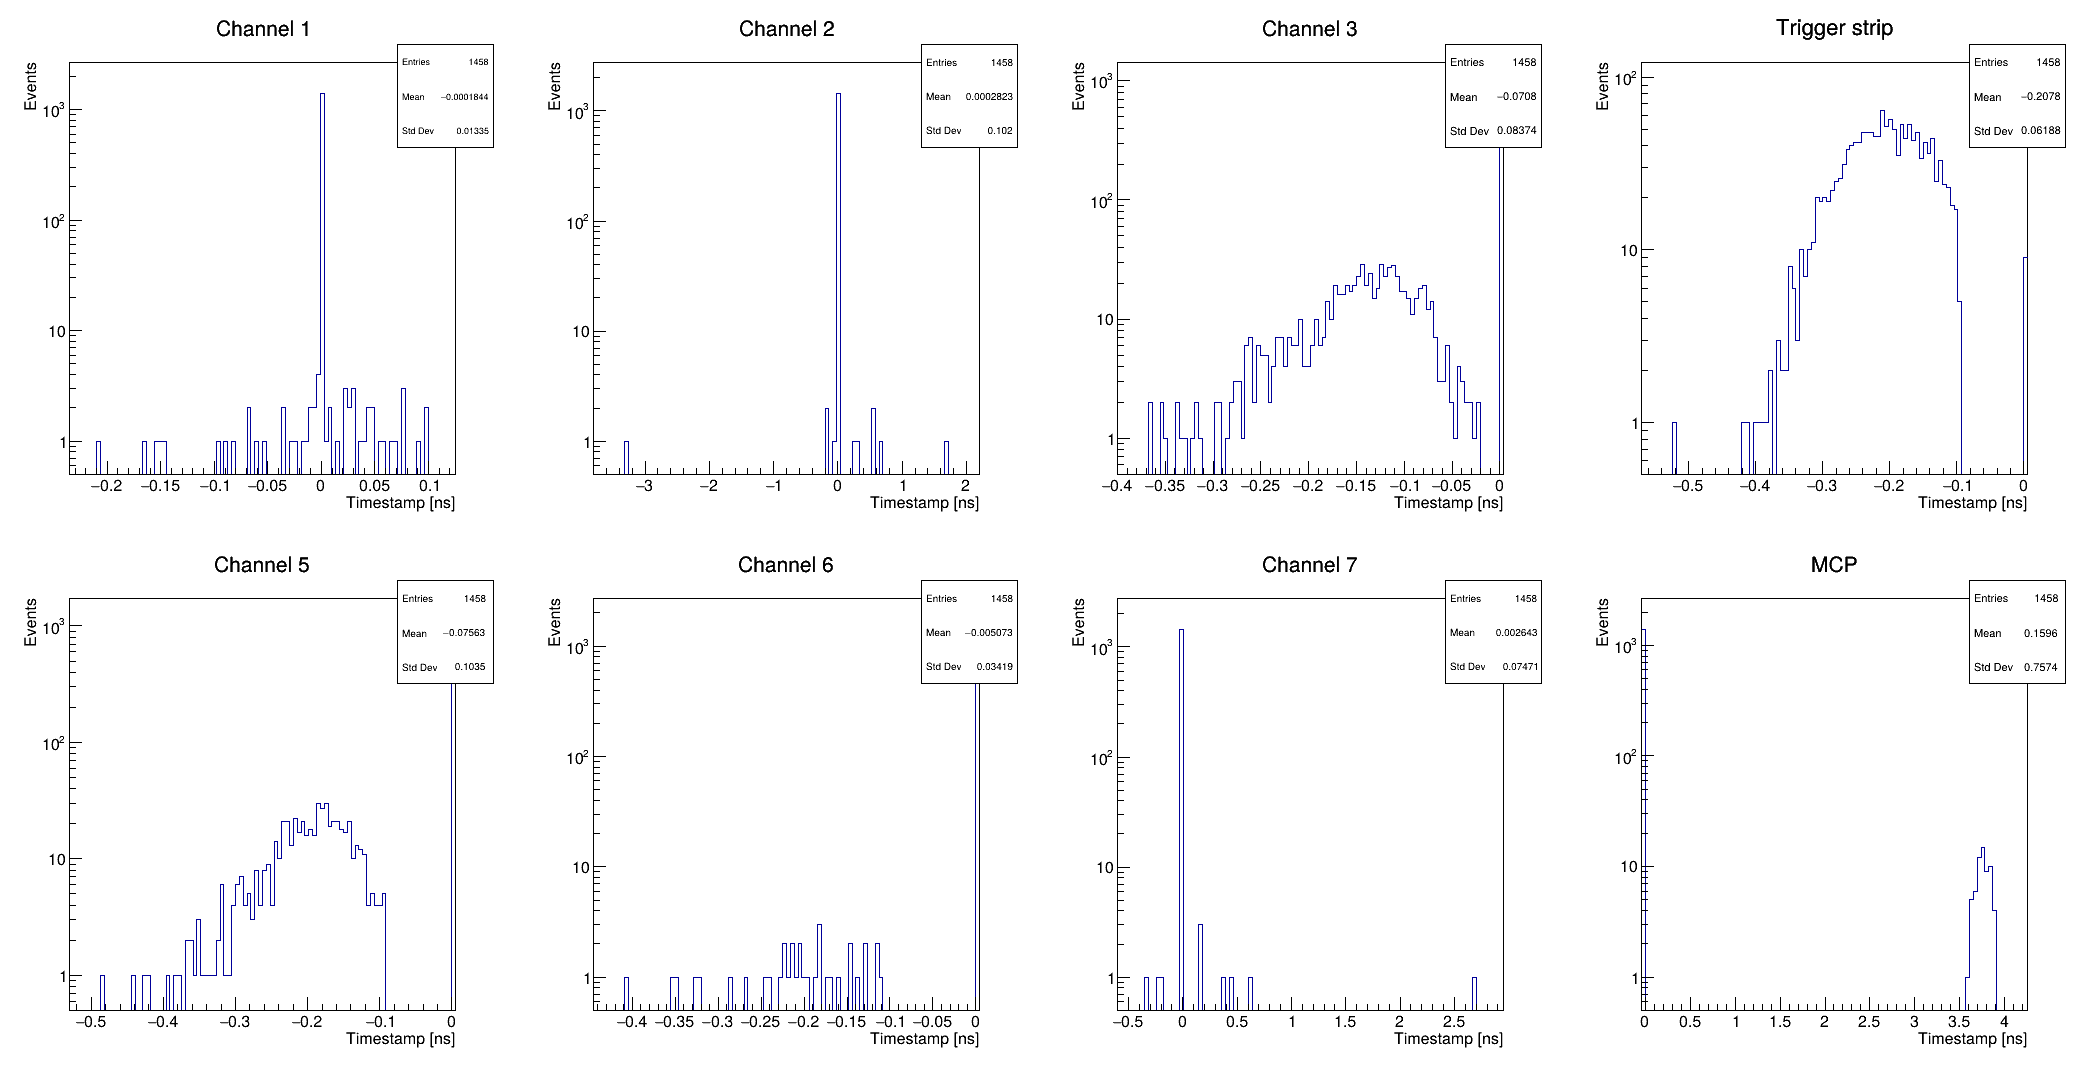 Channel 1
Events
Entries 1458
Mean −0.0001844
Std Dev 0.01335
10³
10²
10
1
−0.2 −0.15 −0.1 −0.05 0 0.05 0.1
Timestamp [ns]
Channel 2
Events
Entries 1458
Mean 0.0002823
Std Dev 0.102
10³
10²
10
1
−3 −2 −1 0 1 2
Timestamp [ns]
Channel 3
Events
Entries 1458
Mean −0.0708
Std Dev 0.08374
10³
10²
10
1
−0.4 −0.35 −0.3 −0.25 −0.2 −0.15 −0.1 −0.05 0
Timestamp [ns]
Trigger strip
Events
Entries 1458
Mean −0.2078
Std Dev 0.06188
10²
10
1
−0.5 −0.4 −0.3 −0.2 −0.1 0
Timestamp [ns]
Channel 5
Events
Entries 1458
Mean −0.07563
Std Dev 0.1035
10³
10²
10
1
−0.5 −0.4 −0.3 −0.2 −0.1 0
Timestamp [ns]
Channel 6
Events
Entries 1458
Mean −0.005073
Std Dev 0.03419
10³
10²
10
1
−0.4 −0.35 −0.3 −0.25 −0.2 −0.15 −0.1 −0.05 0
Timestamp [ns]
Channel 7
Events
Entries 1458
Mean 0.002643
Std Dev 0.07471
10³
10²
10
1
−0.5 0 0.5 1 1.5 2 2.5
Timestamp [ns]
MCP
Events
Entries 1458
Mean 0.1596
Std Dev 0.7574
10³
10²
10
1
0 0.5 1 1.5 2 2.5 3 3.5 4
Timestamp [ns]